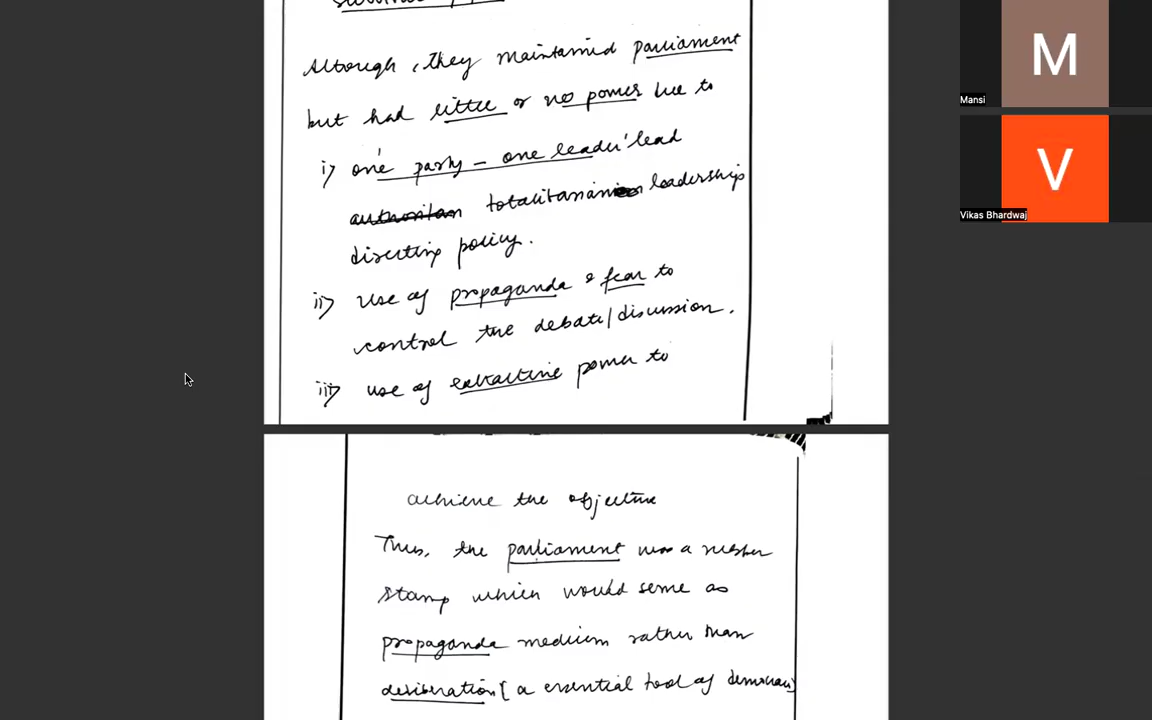 Although, they maintained parliament
but had little or no power due to
i) 'one party - one leader' lead
authoritan totalitarian leadership
directing policy.
ii) Use of propaganda & fear to
control the debate/discussion.
iii) use of power to
achieve the objective
Thus, the parliament was a rubber
stamp which would serve as
propaganda medium rather than
deliberation [a essential tool of democracy]
M
Mansi
V
Vikas Bhardwaj